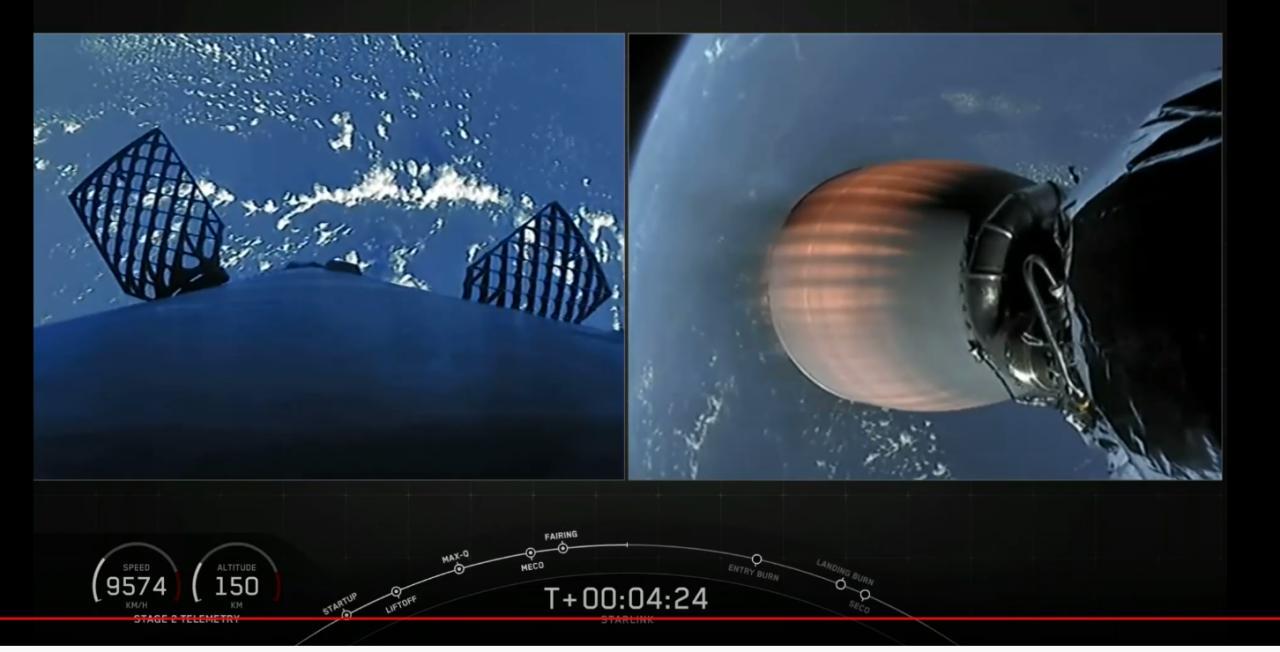 FAIRING
MAX-Q
MECO
LANDING BURN
ENTRY BURN
SPEED
9574
KM/H
ALTITUDE
150
KM
STARTUP
LIFTOFF
T+00:04:24
SECO
STAGE 2 TELEMETRY
STARLINK